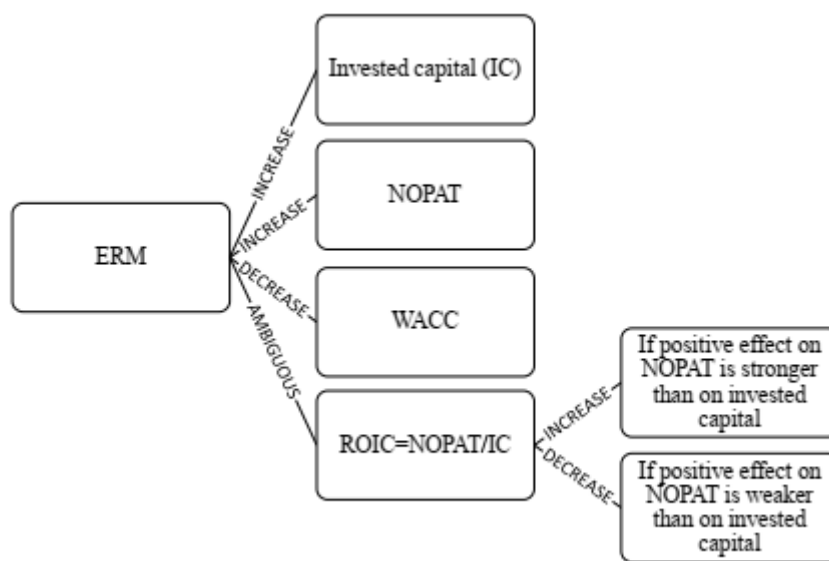 Invested capital (IC)
INCREASE
NOPAT
INCREASE
ERM
DECREASE
WACC
AMBIGUOUS
ROIC=NOPAT/IC
INCREASE
If positive effect on
NOPAT is stronger
than on invested
capital
DECREASE
If positive effect on
NOPAT is weaker
than on invested
capital